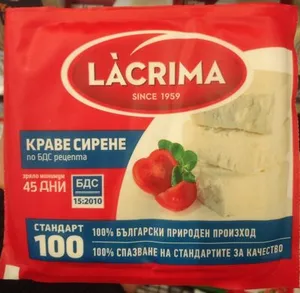 LÀCRIMA
SINCE 1959
КРАВЕ СИРЕНЕ
по БДС рецепта
зряло минимум
45 ДНИ
БДС
15:2010
СТАНДАРТ
100
100% БЪЛГАРСКИ ПРИРОДЕН ПРОИЗХОД
100% СПАЗВАНЕ НА СТАНДАРТИТЕ ЗА КАЧЕСТВО